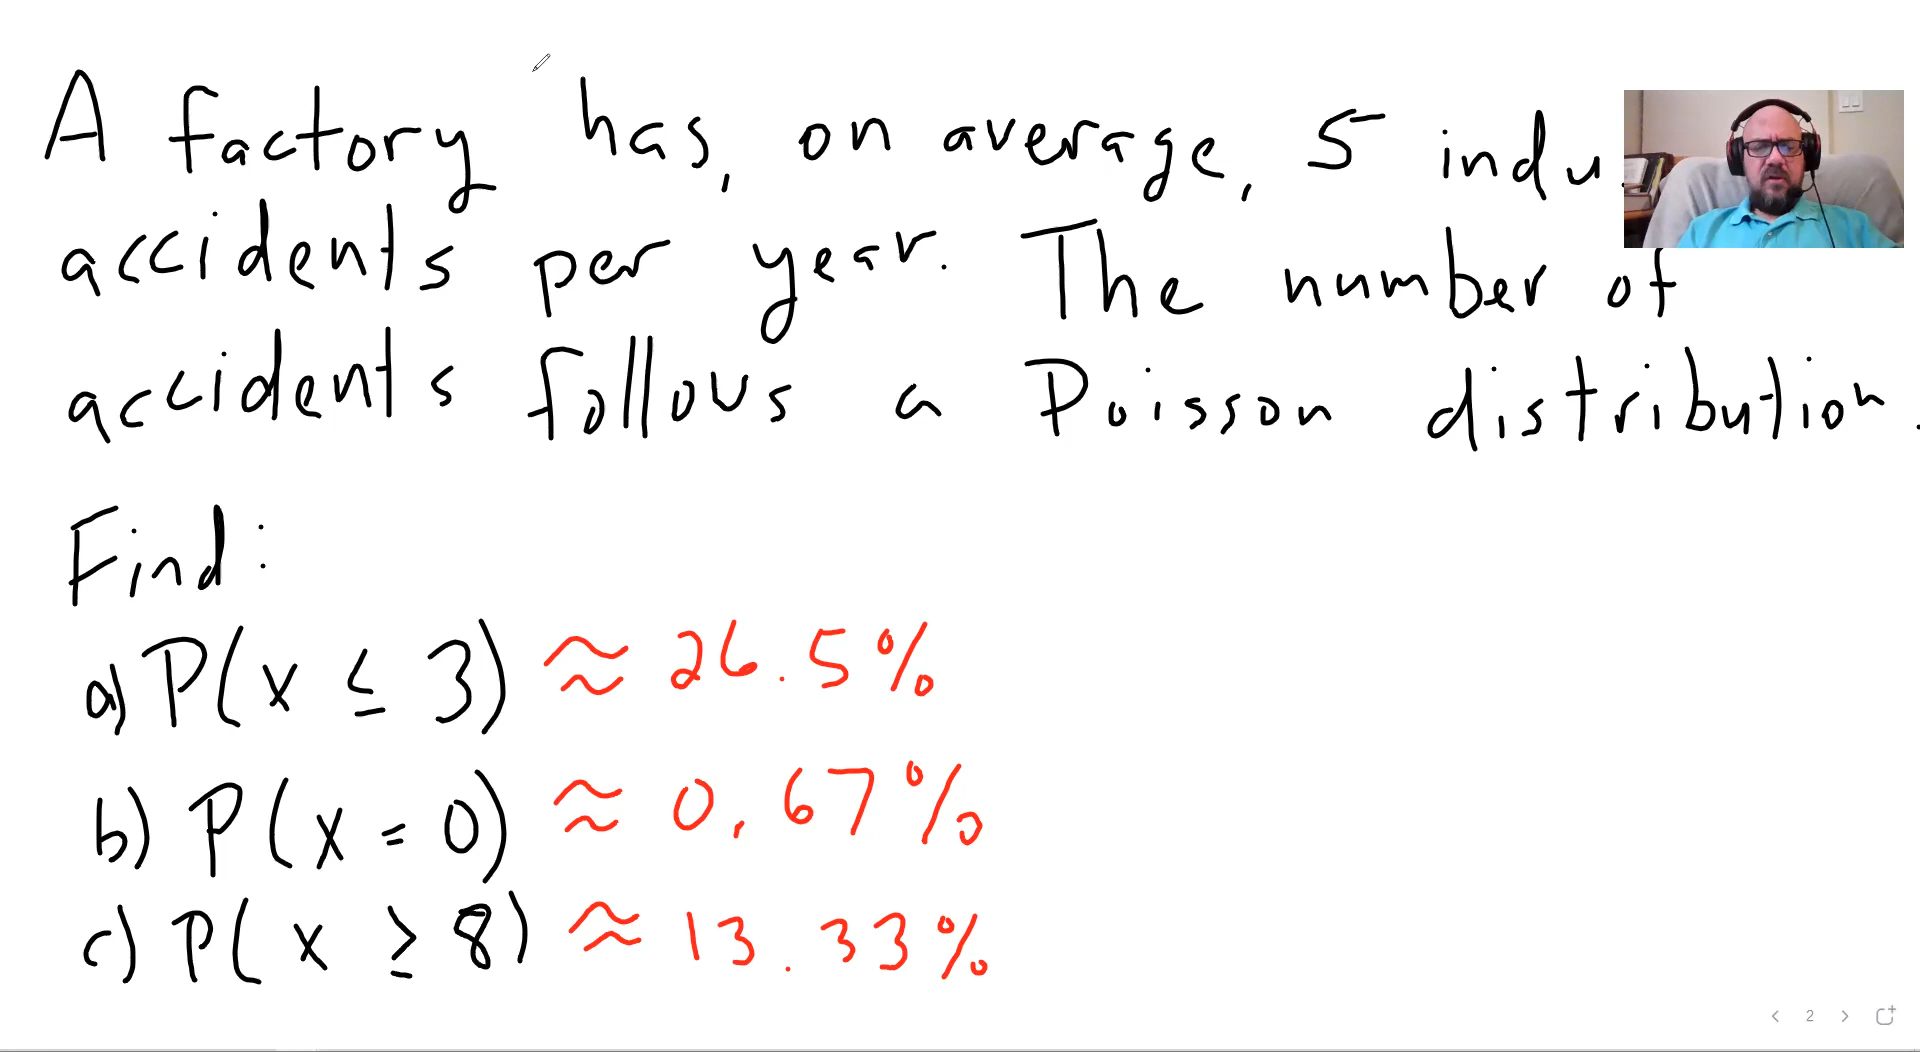 A factory has, on average, 5 indu
accidents per year. The number of
accidents follows a Poisson distribution.
Find:
a) P(x ≤ 3) ≈ 26.5%
b) P(x = 0) ≈ 0.67%
c) P(x ≥ 8) ≈ 13.33%
2